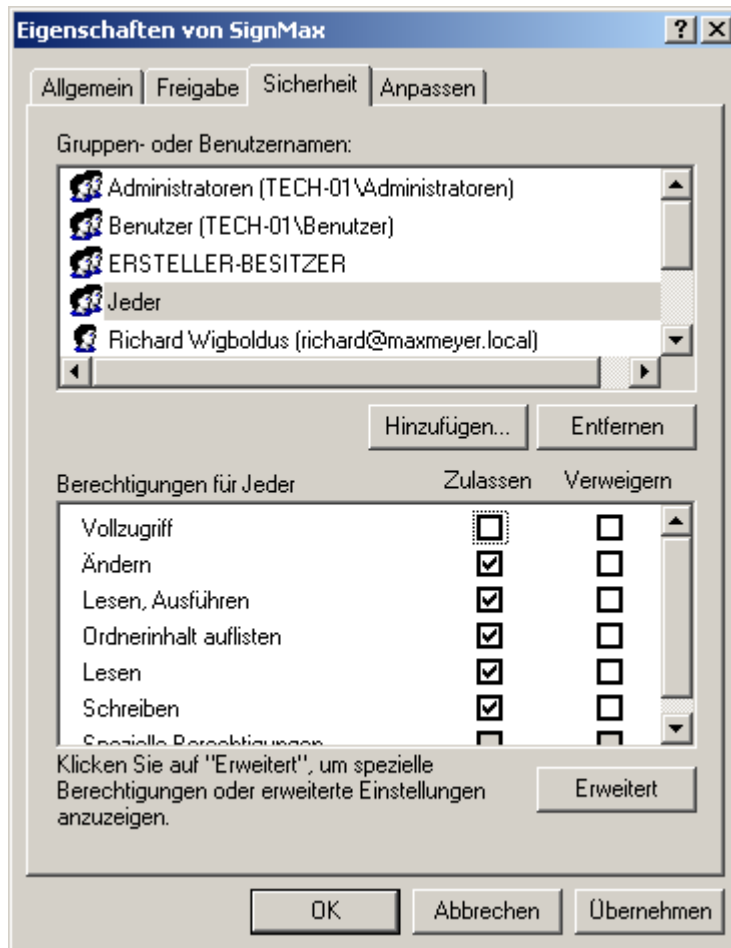 Eigenschaften von SignMax
Allgemein Freigabe Sicherheit Anpassen
Gruppen- oder Benutzernamen:
Administratoren (TECH-01\Administratoren)
Benutzer (TECH-01\Benutzer)
ERSTELLER-BESITZER
Jeder
Richard Wigboldus (richard@maxmeyer.local)
Hinzufügen... Entfernen
Berechtigungen für Jeder Zulassen Verweigern
Vollzugriff
Ändern
Lesen, Ausführen
Ordnerinhalt auflisten
Lesen
Schreiben
Spezielle Berechtigungen
Klicken Sie auf "Erweitert", um spezielle
Berechtigungen oder erweiterte Einstellungen
anzuzeigen.
Erweitert
OK Abbrechen Übernehmen